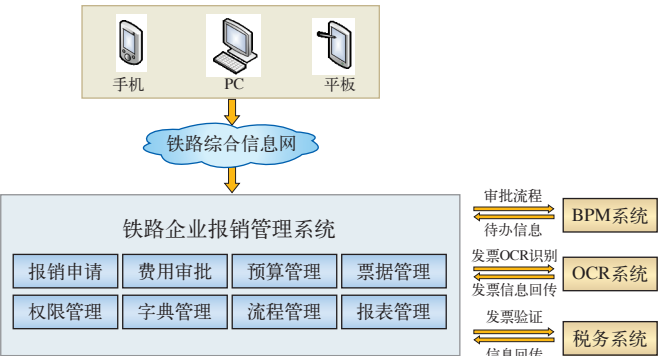 手机 PC 平板
铁路综合信息网
铁路企业报销管理系统
报销申请 费用审批 预算管理 票据管理
权限管理 字典管理 流程管理 报表管理
审批流程
待办信息
BPM系统
发票OCR识别
发票信息回传
OCR系统
发票验证
信息回传
税务系统